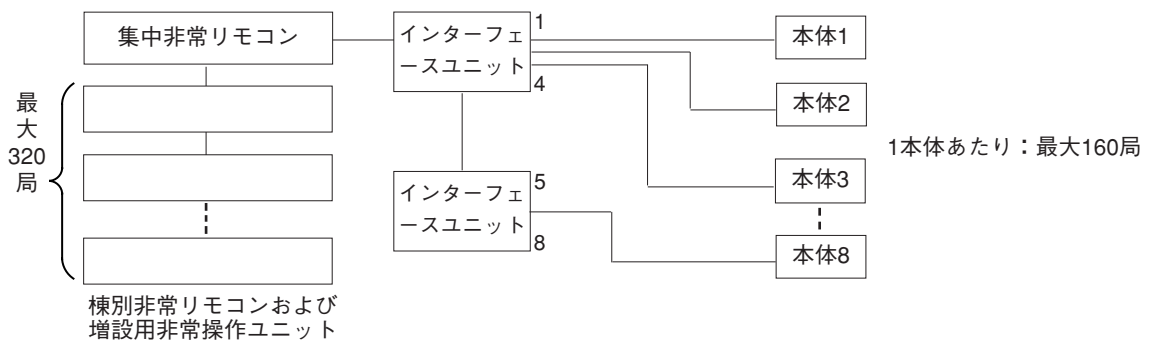 集中非常リモコン
最
大
320
局
棟別非常リモコンおよび
増設用非常操作ユニット
インターフェ
ースユニット
1
4
インターフェ
ースユニット
5
8
本体1
本体2
本体3
本体8
1本体あたり：最大160局